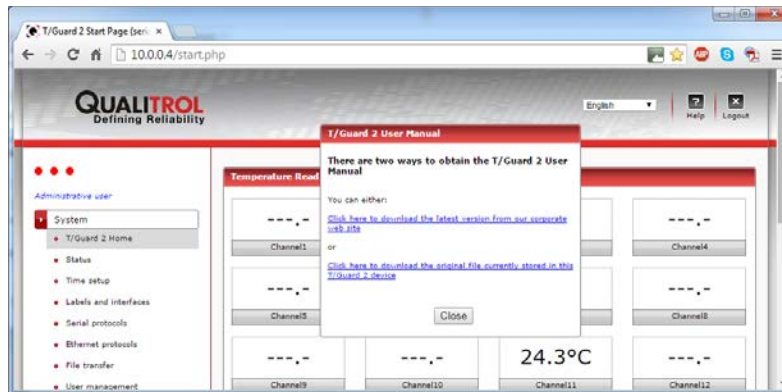 T/Guard 2 Start Page (seri
10.0.0.4/start.php
ABP
QUALITROL
Defining Reliability
English
?
Help
X
Logout
T/Guard 2 User Manual
There are two ways to obtain the T/Guard 2 User
Manual
You can either:
Click here to download the latest version from our corporate
web site
or
Click here to download the original file currently stored in this
T/Guard 2 device
Close
Administrative user
System
T/Guard 2 Home
Status
Time setup
Labels and interfaces
Serial protocols
Ethernet protocols
File transfer
User management
Temperature Read
---.-
Channel1
---.-
Channel4
---.-
Channel5
---.-
Channel8
---.-
Channel9
---.-
Channel10
24.3°C
Channel11
---.-
Channel12